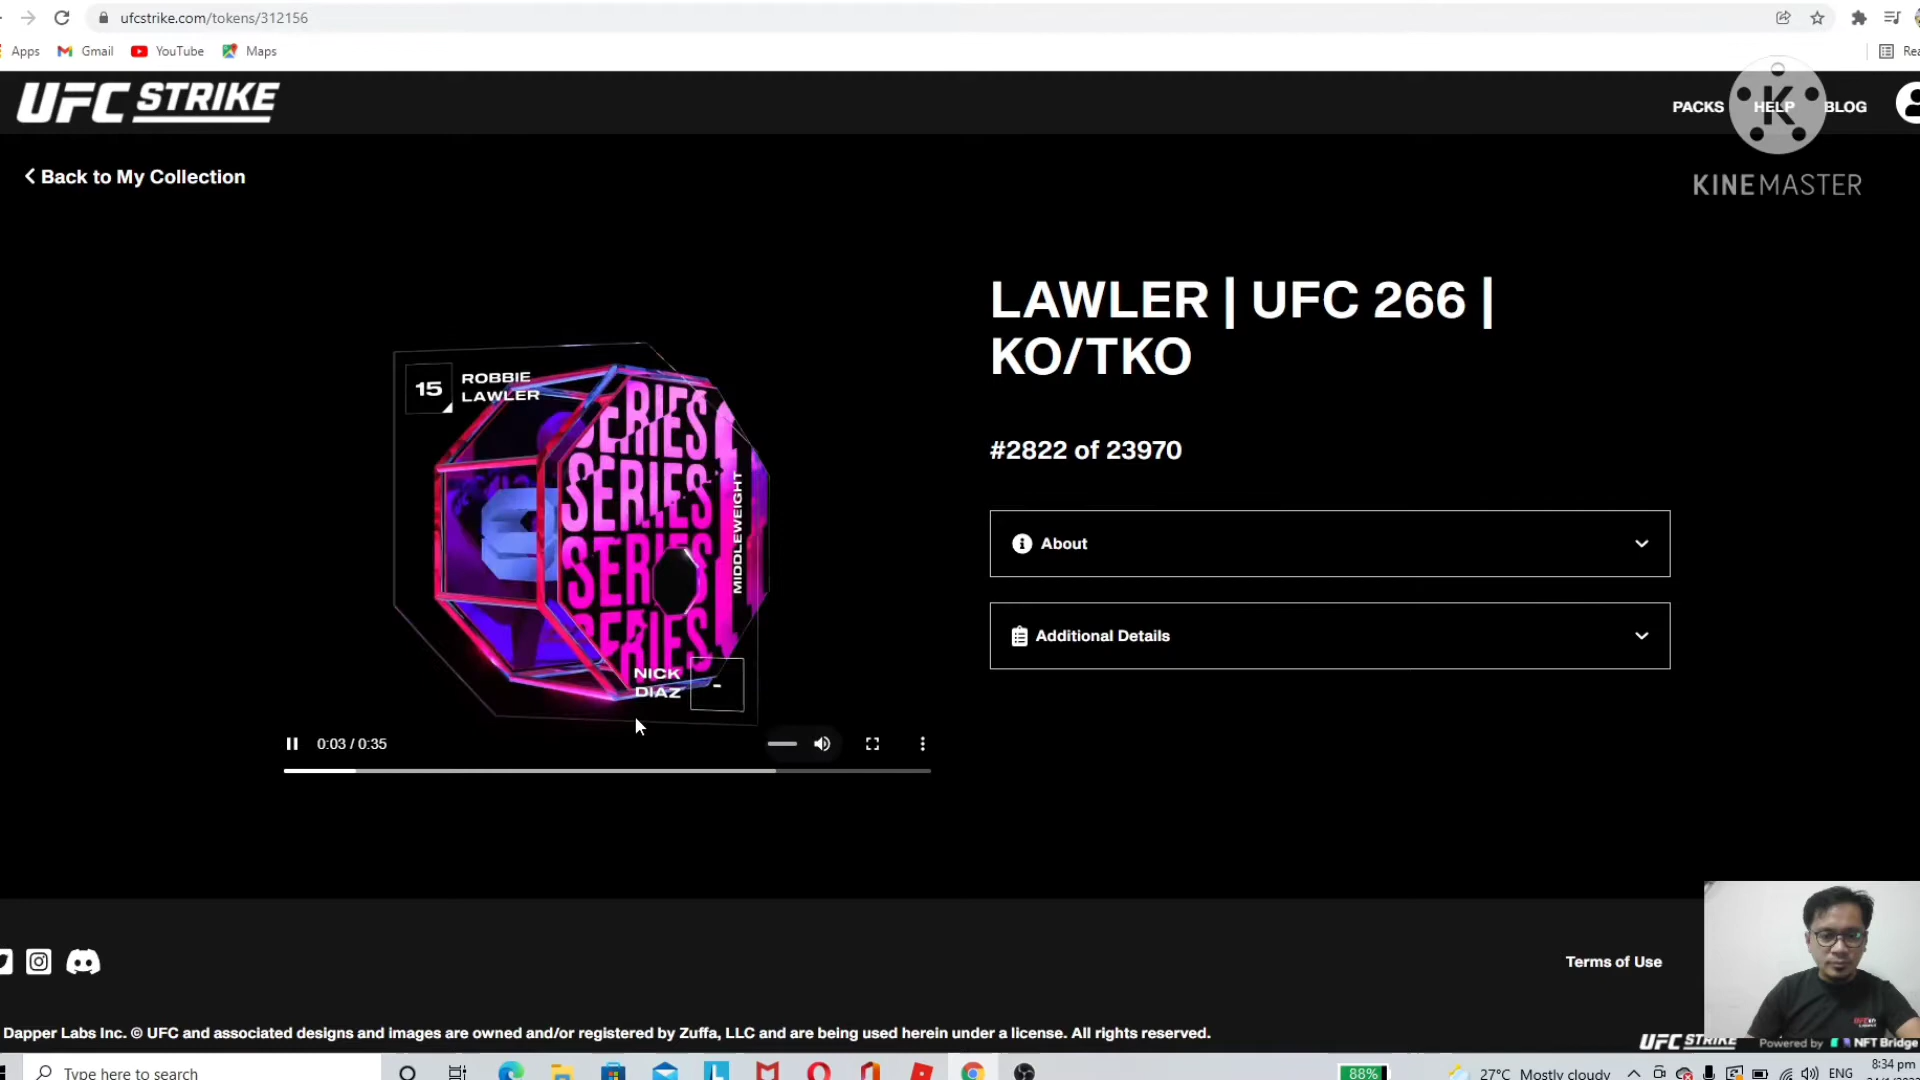 ufcstrike.com/tokens/312156
Apps Gmail YouTube Maps
UFC STRIKE
PACKS HELP BLOG
K
KINEMASTER
Back to My Collection
LAWLER | UFC 266 |
KO/TKO
#2822 of 23970
15 ROBBIE
LAWLER
SERIES
SERIES
SERIES
SERIES
MIDDLEWEIGHT
NICK
DIAZ -
About
Additional Details
0:03 / 0:35
Terms of Use
Dapper Labs Inc. © UFC and associated designs and images are owned and/or registered by Zuffa, LLC and are being used herein under a license. All rights reserved.
UFC STRIKE Powered by NFT Bridge
Type here to search
88% 27°C Mostly cloudy ENG 8:34 pm